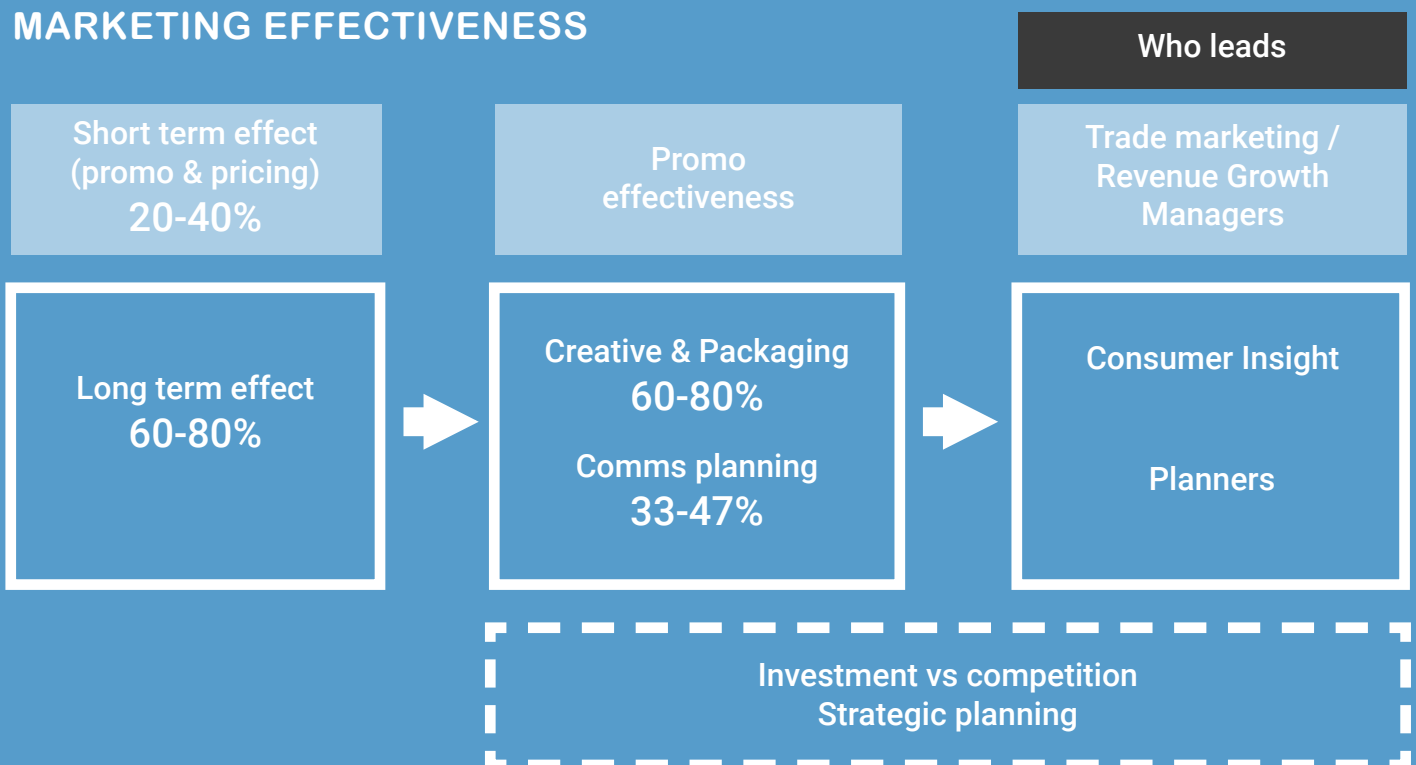 MARKETING EFFECTIVENESS
Who leads
Short term effect
(promo & pricing)
20-40%
Promo
effectiveness
Trade marketing /
Revenue Growth
Managers
Long term effect
60-80%
Creative & Packaging
60-80%
Comms planning
33-47%
Consumer Insight
Planners
Investment vs competition
Strategic planning